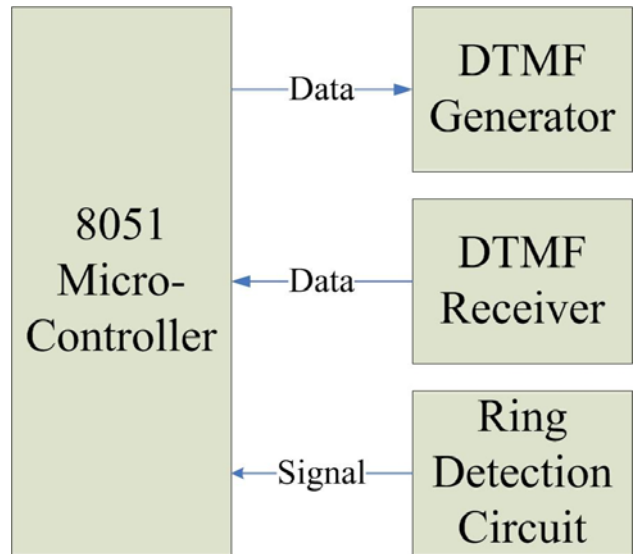 8051
Micro-
Controller
Data
DTMF
Generator
Data
DTMF
Receiver
Signal
Ring
Detection
Circuit